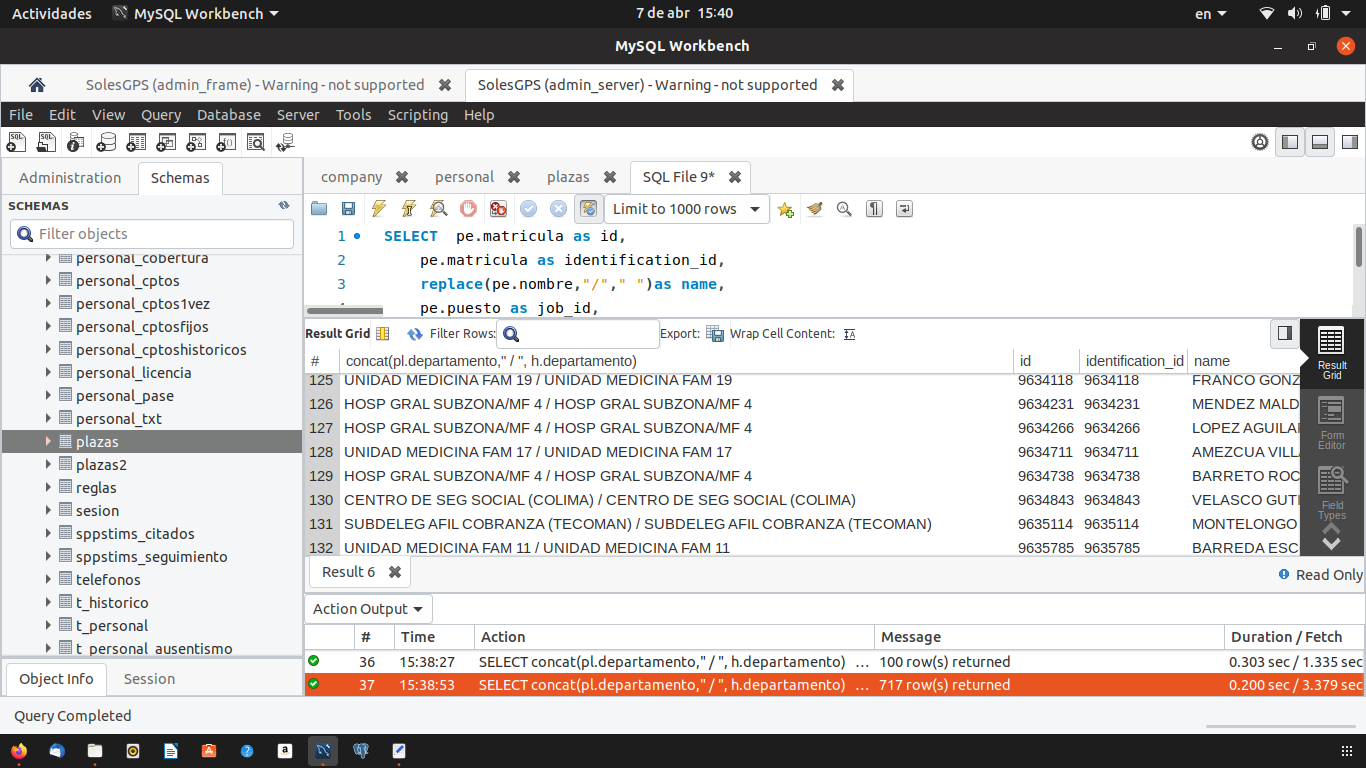 Actividades MySQL Workbench 7 de abr 15:40 en
MySQL Workbench
SolesGPS (admin_frame) - Warning - not supported SolesGPS (admin_server) - Warning - not supported
File Edit View Query Database Server Tools Scripting Help
Administration Schemas
company personal plazas SQL File 9*
SCHEMAS
Filter objects
personal_cobertura
personal_cptos
personal_cptos1vez
personal_cptosfijos
personal_cptoshistoricos
personal_licencia
personal_pase
personal_txt
plazas
plazas2
reglas
sesion
sppstims_citados
sppstims_seguimiento
telefonos
t_historico
t_personal
t_personal_ausentismo
Object Info Session
Limit to 1000 rows
1 SELECT pe.matricula as id,
2 pe.matricula as identification_id,
3 replace(pe.nombre,"/"," ")as name,
pe.puesto as job_id,
Result Grid Filter Rows: Export: Wrap Cell Content:
# concat(pl.departamento," / ", h.departamento) id identification_id name
125 UNIDAD MEDICINA FAM 19 / UNIDAD MEDICINA FAM 19 9634118 9634118 FRANCO GONZ
126 HOSP GRAL SUBZONA/MF 4 / HOSP GRAL SUBZONA/MF 4 9634231 9634231 MENDEZ MALD
127 HOSP GRAL SUBZONA/MF 4 / HOSP GRAL SUBZONA/MF 4 9634266 9634266 LOPEZ AGUILA
128 UNIDAD MEDICINA FAM 17 / UNIDAD MEDICINA FAM 17 9634711 9634711 AMEZCUA VILL
129 HOSP GRAL SUBZONA/MF 4 / HOSP GRAL SUBZONA/MF 4 9634738 9634738 BARRETO ROC
130 CENTRO DE SEG SOCIAL (COLIMA) / CENTRO DE SEG SOCIAL (COLIMA) 9634843 9634843 VELASCO GUTI
131 SUBDELEG AFIL COBRANZA (TECOMAN) / SUBDELEG AFIL COBRANZA (TECOMAN) 9635114 9635114 MONTELONGO
132 UNIDAD MEDICINA FAM 11 / UNIDAD MEDICINA FAM 11 9635785 9635785 BARREDA ESC
Result Grid
Form Editor
Field Types
Result 6 Read Only
Action Output
# Time Action Message Duration / Fetch
36 15:38:27 SELECT concat(pl.departamento," / ", h.departamento) ... 100 row(s) returned 0.303 sec / 1.335 sec
37 15:38:53 SELECT concat(pl.departamento," / ", h.departamento) ... 717 row(s) returned 0.200 sec / 3.379 sec
Query Completed